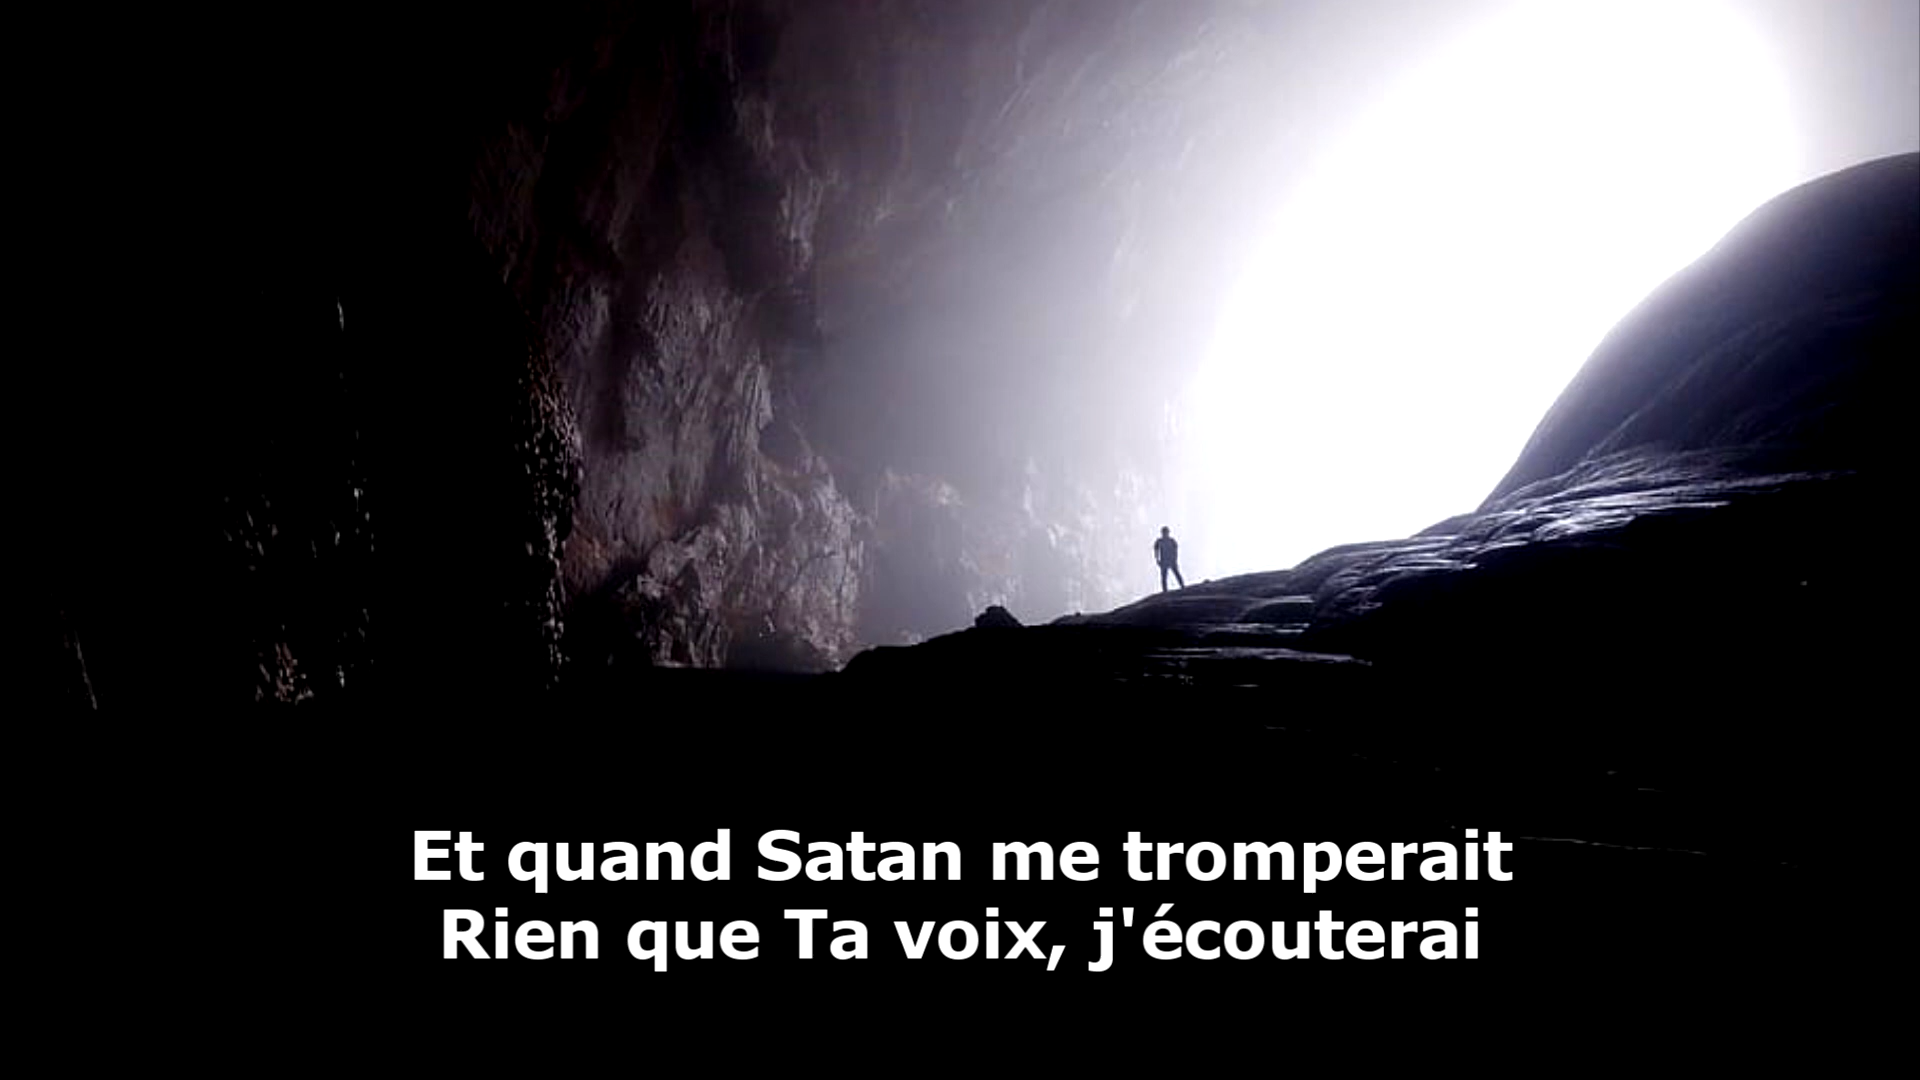 Et quand Satan me tromperait
Rien que Ta voix, j'écouterai